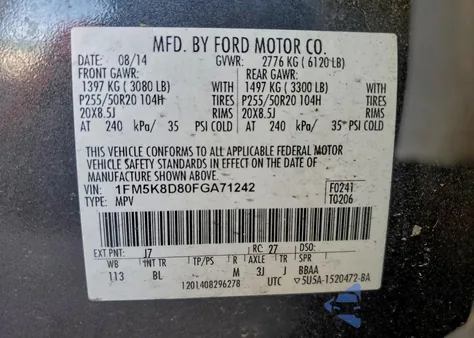 MFD. BY FORD MOTOR CO.
DATE: 08/14 GVWR: 2776 KG ( 6120 LB)
FRONT GAWR: REAR GAWR:
1397 KG ( 3080 LB) WITH 1497 KG ( 3300 LB) WITH
P255/50R20 104H TIRES P255/50R20 104H TIRES
20X8.5J RIMS 20X8.5J RIMS
AT 240 kPa/ 35 PSI COLD AT 240 kPa/ 35 PSI COLD
THIS VEHICLE CONFORMS TO ALL APPLICABLE FEDERAL MOTOR
VEHICLE SAFETY STANDARDS IN EFFECT ON THE DATE OF
MANUFACTURE SHOWN ABOVE.
VIN: 1FM5K8D80FGA71242 F0241
TYPE: MPV T0206
EXT PNT: J7 RC: 27 DSO:
WB INT TR TP/PS R AXLE TR SPR
113 BL M 3J J BBAA
1201408296278 UTC ▽5U5A-1520472-BA